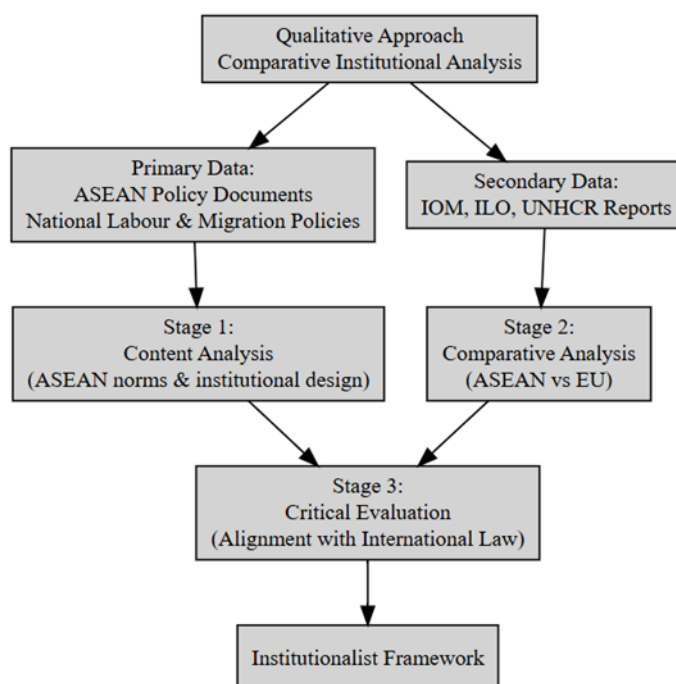 Qualitative Approach
Comparative Institutional Analysis
Primary Data:
ASEAN Policy Documents
National Labour & Migration Policies
Secondary Data:
IOM, ILO, UNHCR Reports
Stage 1:
Content Analysis
(ASEAN norms & institutional design)
Stage 2:
Comparative Analysis
(ASEAN vs EU)
Stage 3:
Critical Evaluation
(Alignment with International Law)
Institutionalist Framework